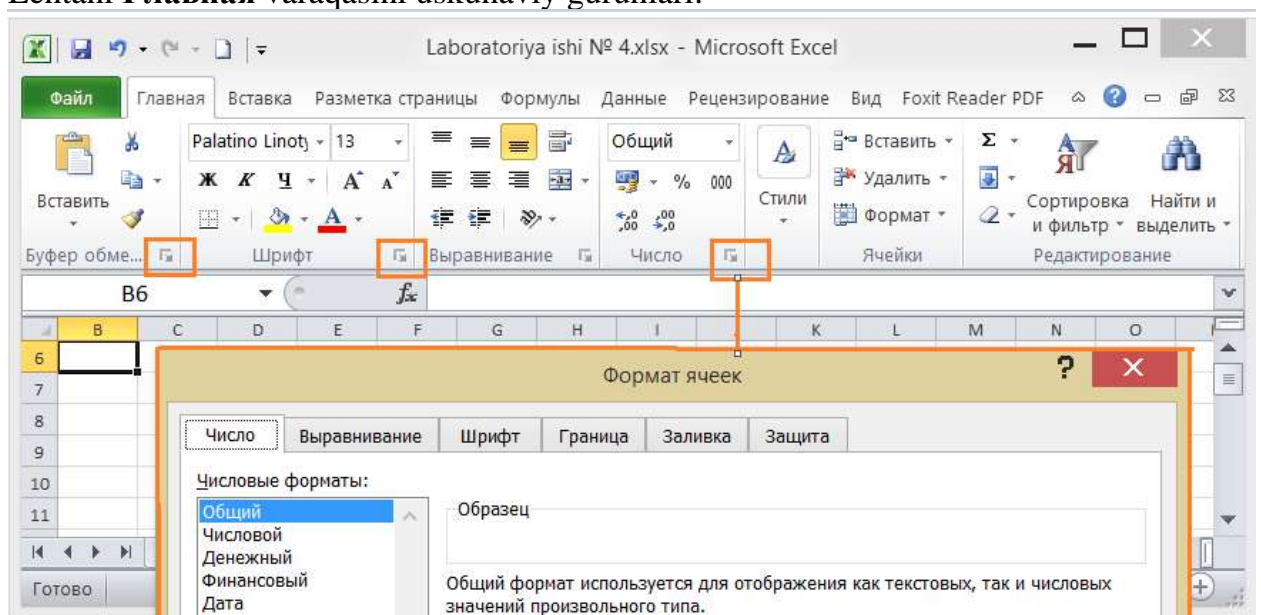 Lentani Главная varaqasini uskunaviy guruhlari:
Laboratoriya ishi № 4.xlsx - Microsoft Excel
Файл Главная Вставка Разметка страницы Формулы Данные Рецензирование Вид Foxit Reader PDF
Вставить
Palatino Linot 13
Ж К Ч А А
А
Общий
% 000
,0 ,00
,00 ,0
А
Стили
Вставить
Удалить
Формат
Σ
А
Я
Сортировка и фильтр
Найти и выделить
Буфер обме... Шрифт Выравнивание Число Ячейки Редактирование
B6 fx
B C D E F G H I J K L M N O
6
7
8
9
10
11
Формат ячеек ?
Число Выравнивание Шрифт Граница Заливка Защита
Числовые форматы:
Общий
Числовой
Денежный
Финансовый
Дата
Образец
Общий формат используется для отображения как текстовых, так и числовых
значений произвольного типа.
Готово